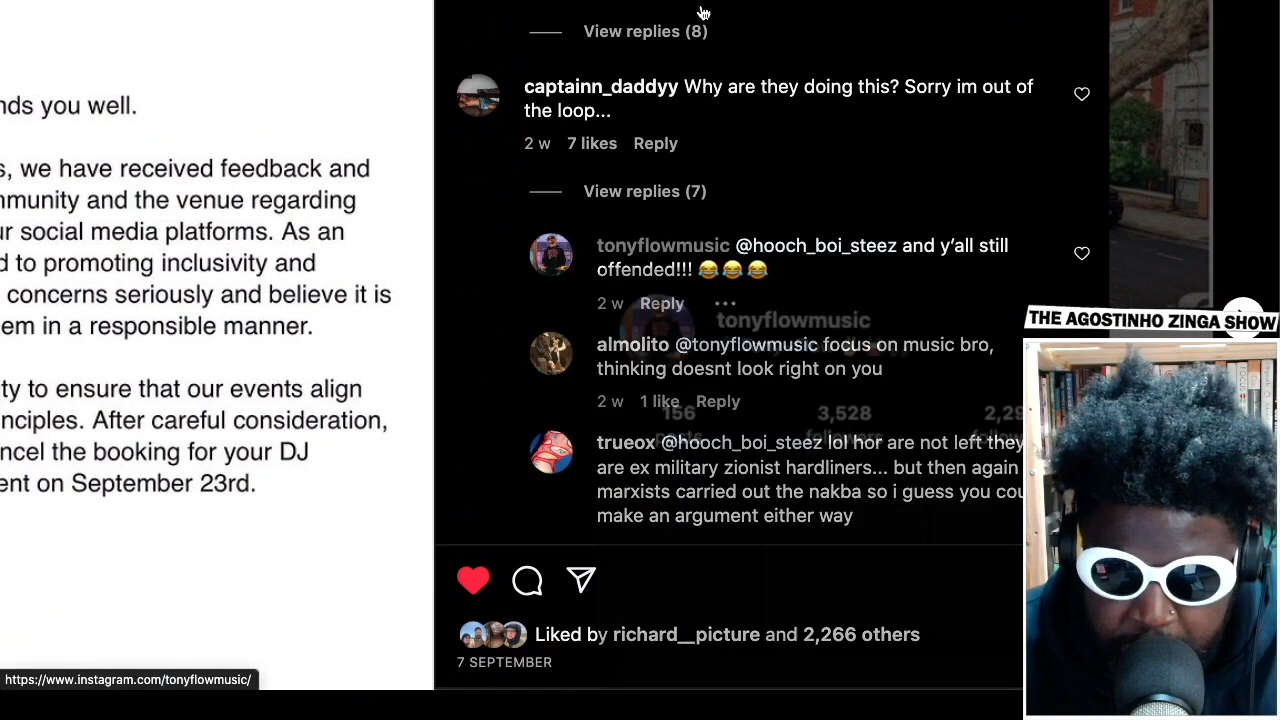 nds you well.
s, we have received feedback and
mmunity and the venue regarding
ur social media platforms. As an
d to promoting inclusivity and
concerns seriously and believe it is
em in a responsible manner.
ty to ensure that our events align
nciples. After careful consideration,
ncel the booking for your DJ
ent on September 23rd.
View replies (8)
captainn_daddyy Why are they doing this? Sorry im out of
the loop...
2 w 7 likes Reply
View replies (7)
tonyflowmusic @hooch_boi_steez and y'all still
offended!!! 😂😂😂
2 w Reply ...
tonyflowmusic
almolito @tonyflowmusic focus on music bro,
thinking doesnt look right on you
2 w 1 like Reply
156 3,528 2,29
posts followers
trueox @hooch_boi_steez lol hor are not left they
are ex military zionist hardliners... but then again
marxists carried out the nakba so i guess you cou
make an argument either way
Liked by richard__picture and 2,266 others
7 SEPTEMBER
https://www.instagram.com/tonyflowmusic/
THE AGOSTINHO ZINGA SHOW